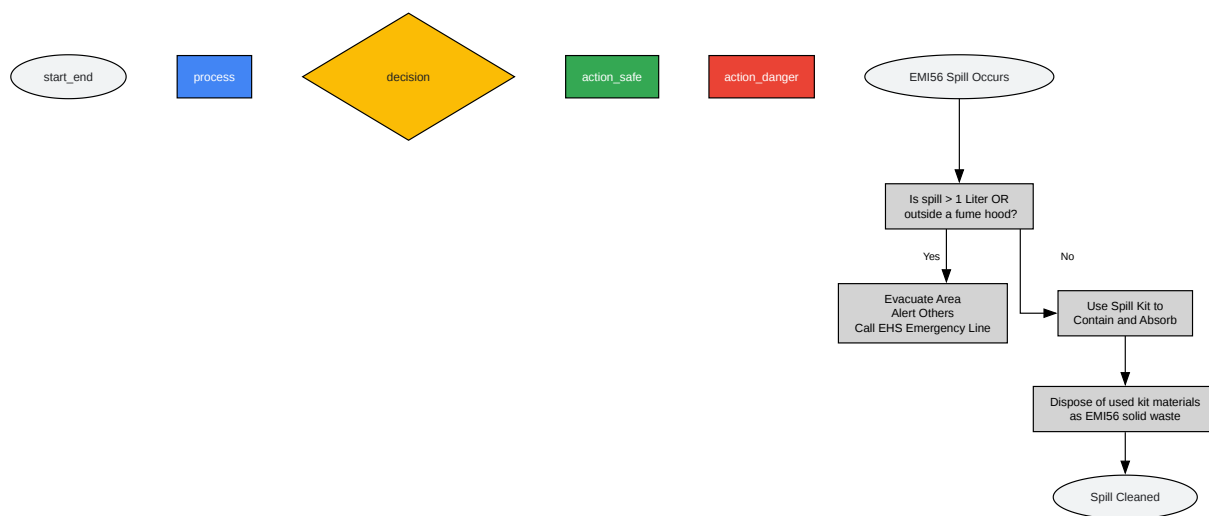 start_end
process
decision
action_safe
action_danger
EMI56 Spill Occurs
Is spill > 1 Liter OR
outside a fume hood?
Yes
No
Evacuate Area
Alert Others
Call EHS Emergency Line
Use Spill Kit to
Contain and Absorb
Dispose of used kit materials
as EMI56 solid waste
Spill Cleaned